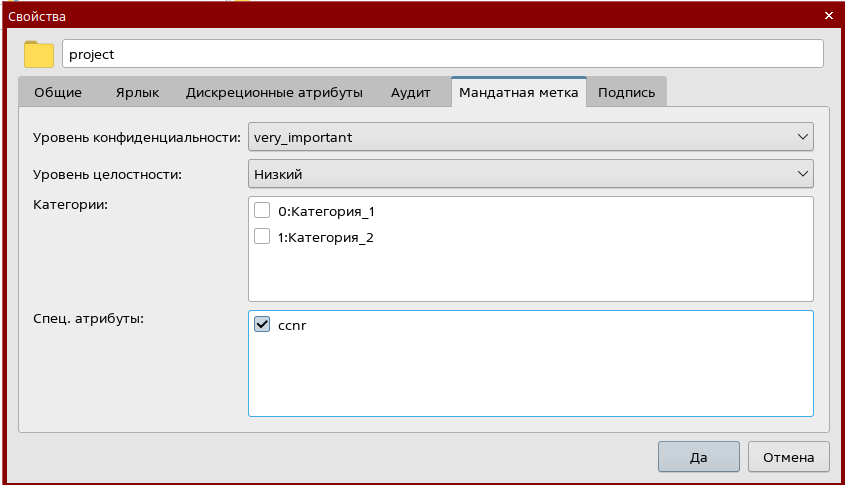 Свойства
project
Общие Ярлык Дискреционные атрибуты Аудит Мандатная метка Подпись
Уровень конфиденциальности: very_important
Уровень целостности: Низкий
Категории: 0:Категория_1
1:Категория_2
Спец. атрибуты: ccnr
Да Отмена